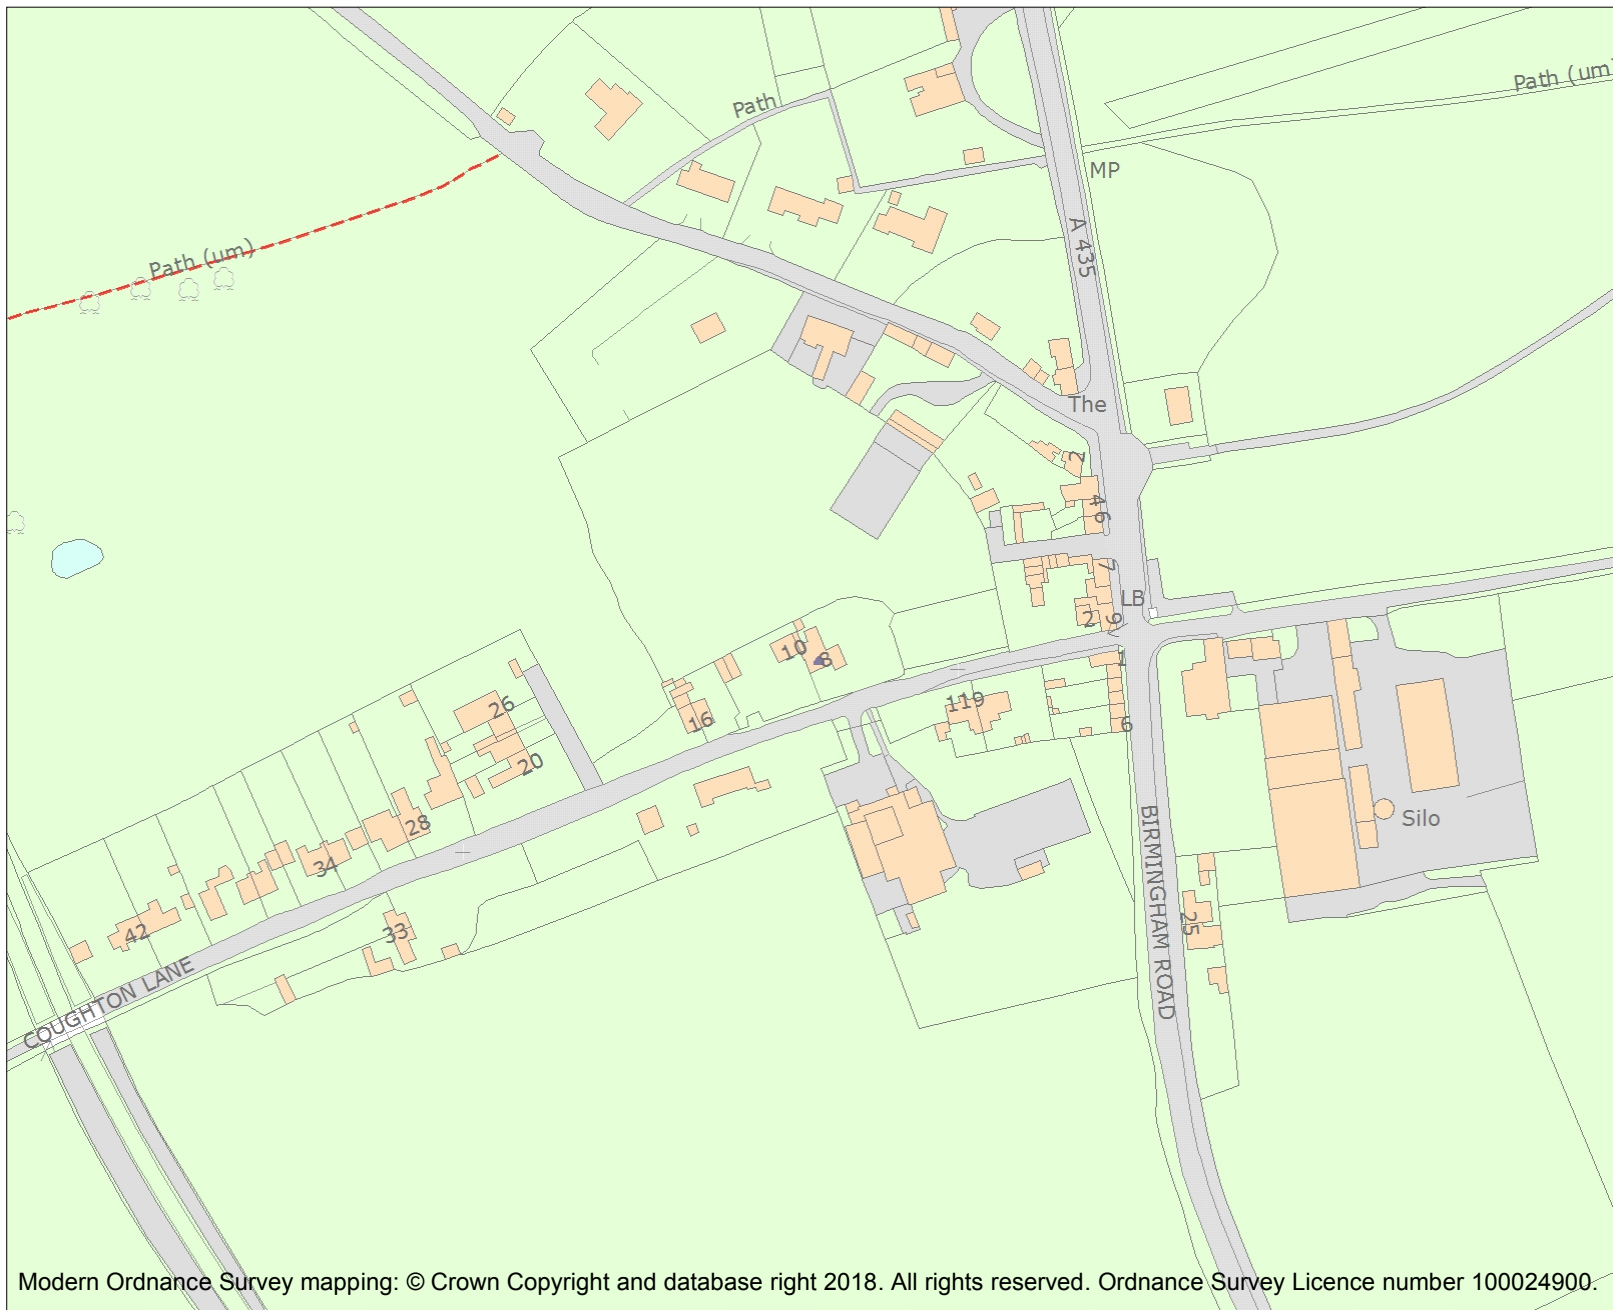 Path (um)
Path
MP
A 435
Path (um)
The
2
4
6
7
LB
2
9
1
10
8
119
16
6
26
20
28
Silo
34
BIRMINGHAM ROAD
25
42
33
COUGHTON LANE
Modern Ordnance Survey mapping: © Crown Copyright and database right 2018. All rights reserved. Ordnance Survey Licence number 100024900.